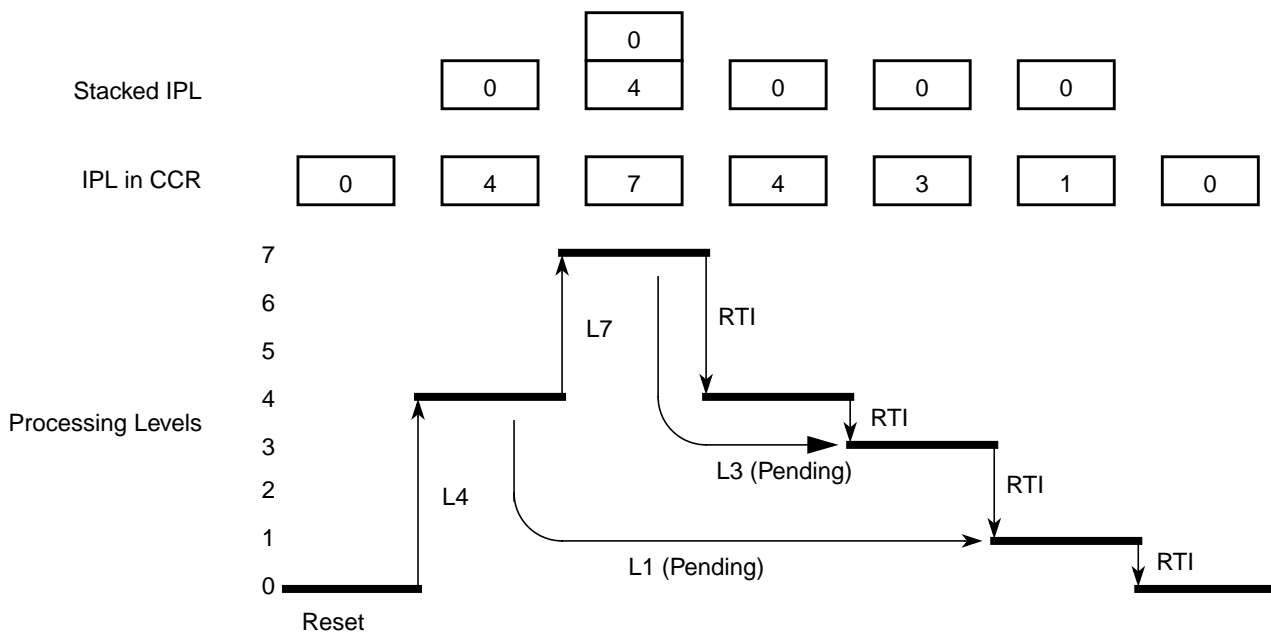 0
Stacked IPL 0 4 0 0 0
IPL in CCR 0 4 7 4 3 1 0
7
6
L7 RTI
5
4
Processing Levels RTI
3
L3 (Pending)
2
L4 RTI
1
L1 (Pending) RTI
0
Reset